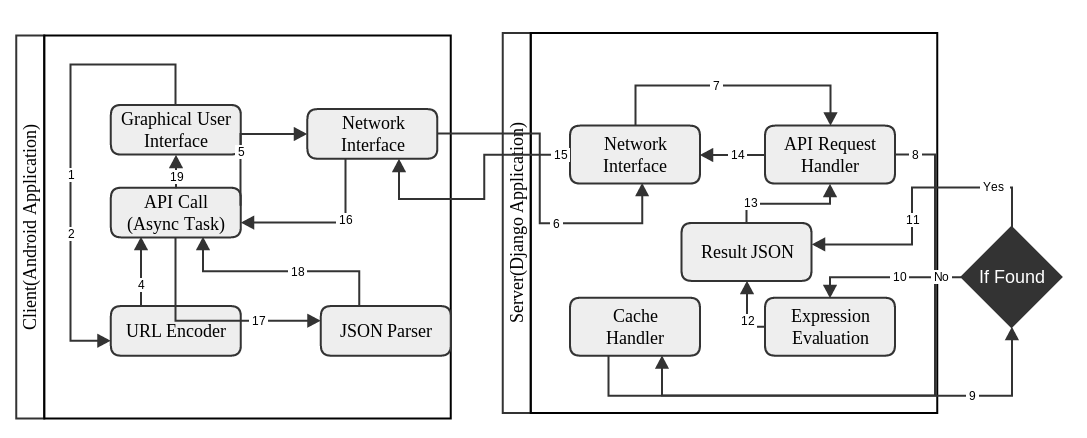 Client(Android Application)
Graphical User
Interface
Network
Interface
API Call
(Async Task)
URL Encoder
JSON Parser
1
2
4
5
19
16
18
17
Server(Django Application)
Network
Interface
API Request
Handler
Result JSON
Cache
Handler
Expression
Evaluation
If Found
7
15
14
8
Yes
13
11
6
10
No
12
9